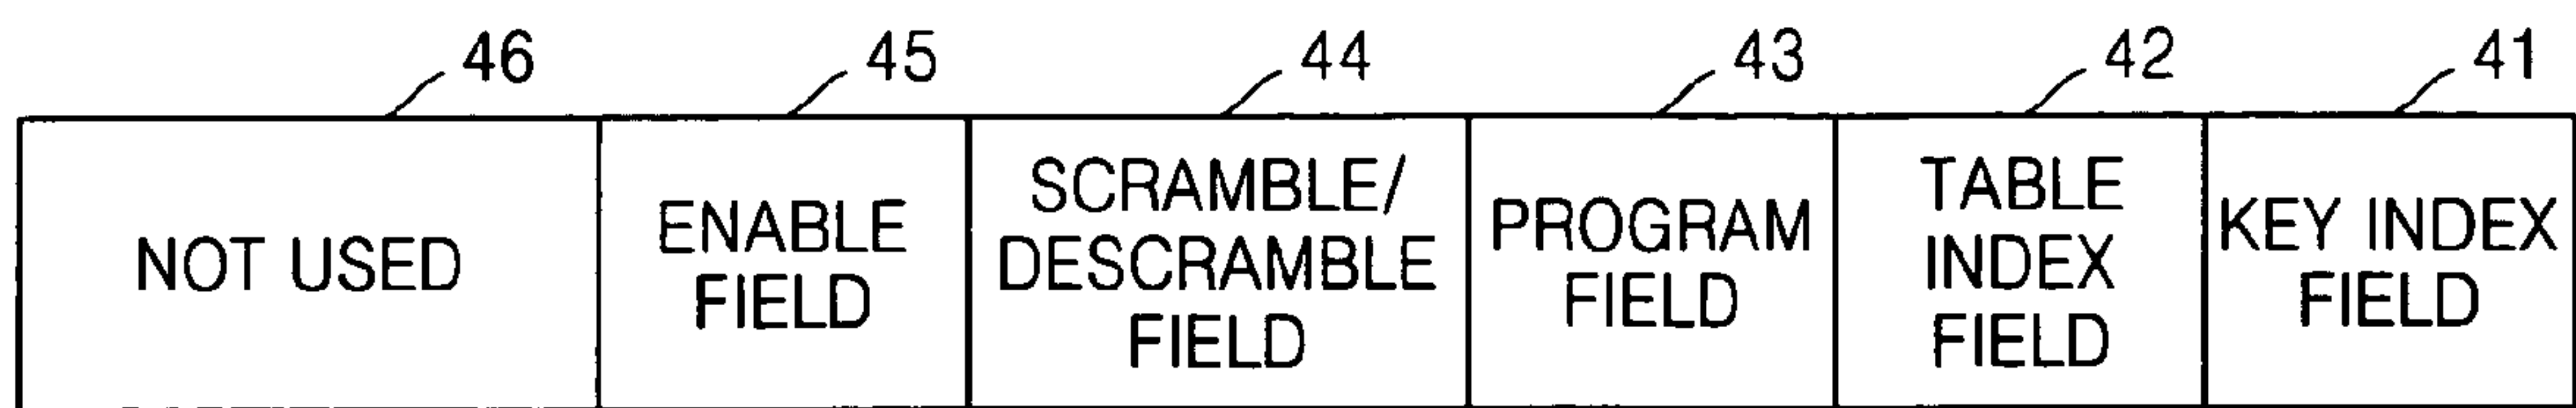 46 45 44 43 42 41
NOT USED
ENABLE
FIELD
SCRAMBLE/
DESCRAMBLE
FIELD
PROGRAM
FIELD
TABLE
INDEX
FIELD
KEY INDEX
FIELD